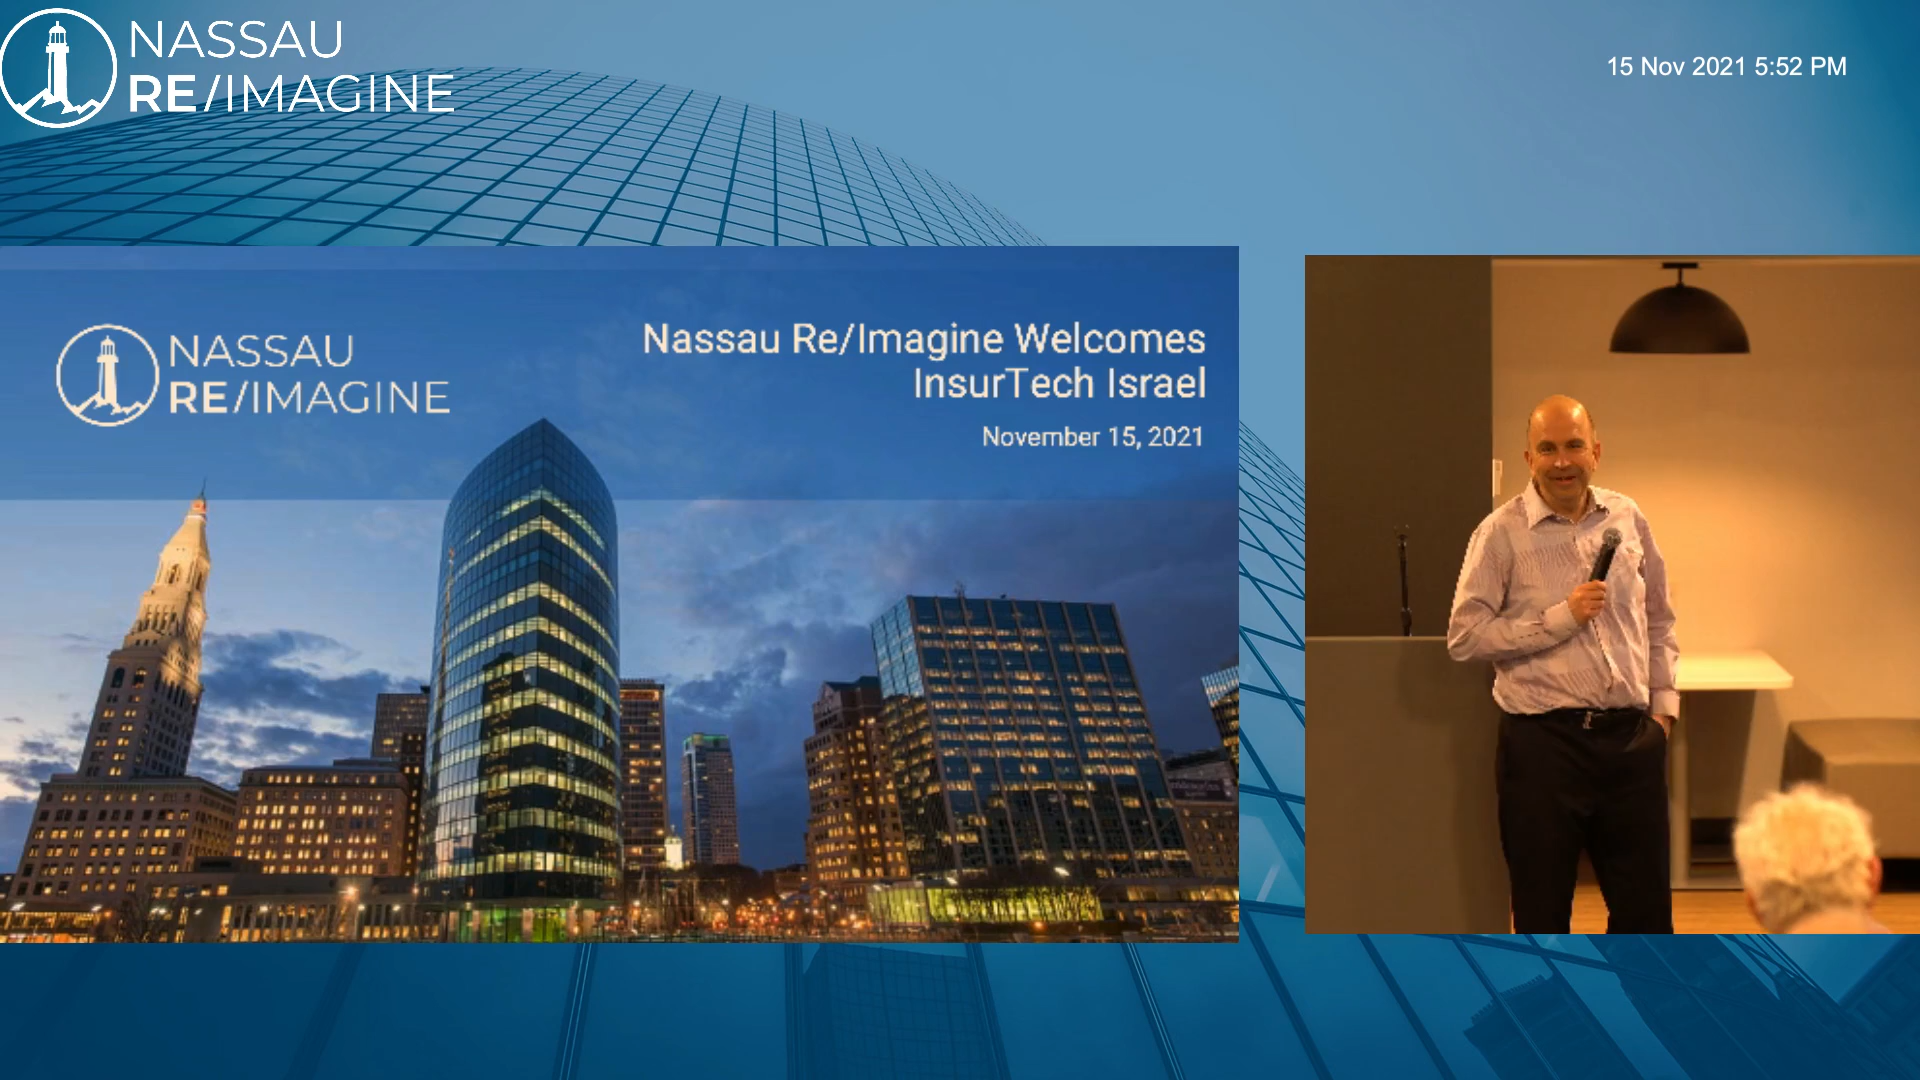 NASSAU
RE/IMAGINE
15 Nov 2021 5:52 PM
NASSAU
RE/IMAGINE
Nassau Re/Imagine Welcomes
InsurTech Israel
November 15, 2021